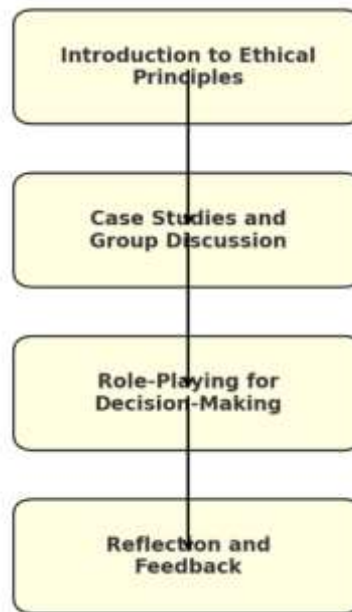 Introduction to Ethical
Principles
Case Studies and
Group Discussion
Role-Playing for
Decision-Making
Reflection and
Feedback